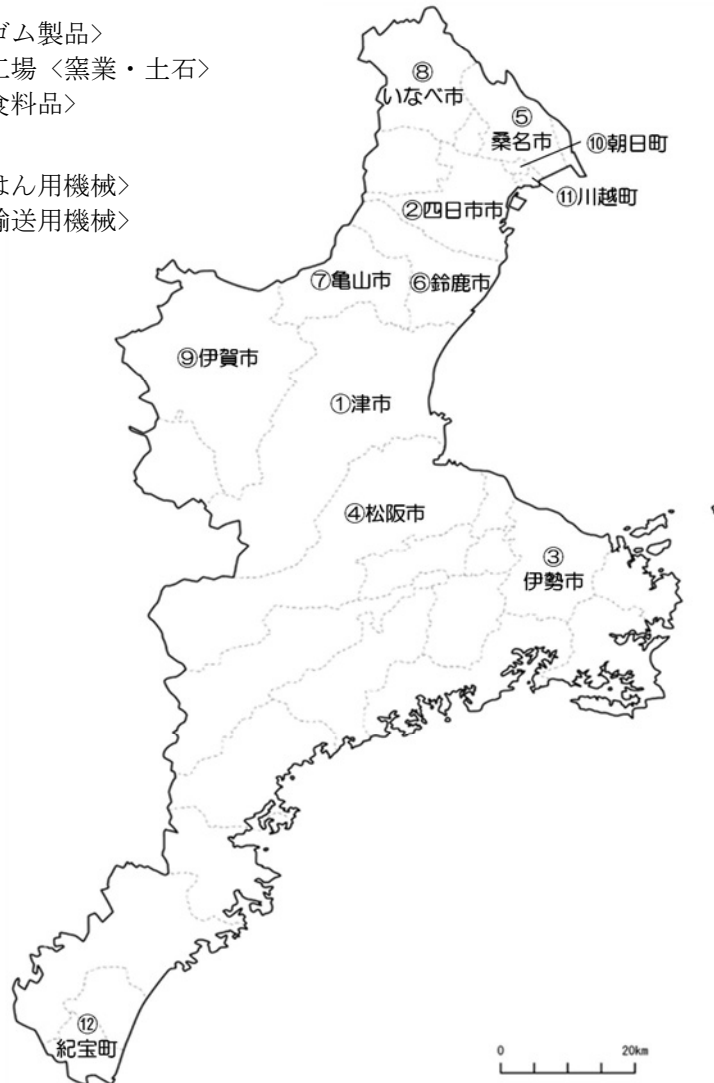 ゴム製品>
工場 <窯業・土石>
食料品>
はん用機械>
輸送用機械>
⑧
いなべ市
⑤
桑名市
⑩朝日町
⑪川越町
②四日市市
⑦亀山市
⑥鈴鹿市
⑨伊賀市
①津市
④松阪市
③
伊勢市
⑫
紀宝町
0
20km